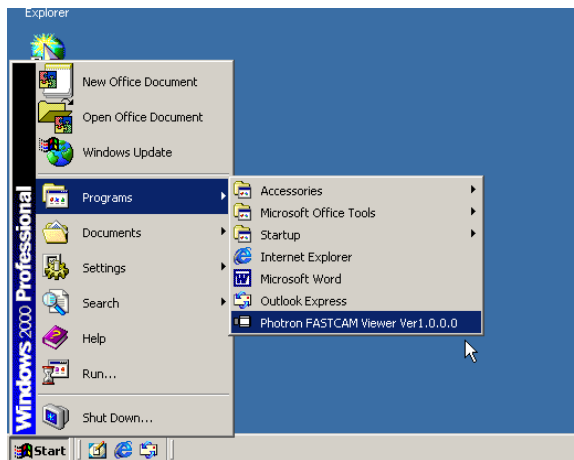 Explorer
New Office Document
Open Office Document
Windows Update
Programs
Documents
Settings
Search
Help
Run...
Shut Down...
Windows 2000 Professional
Accessories
Microsoft Office Tools
Startup
Internet Explorer
Microsoft Word
Outlook Express
Photron FASTCAM Viewer Ver1.0.0.0
Start